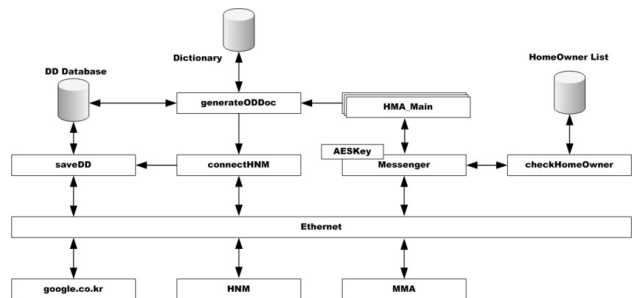 Dictionary
HomeOwner List
DD Database
generateODDoc
HMA_Main
AESKey
saveDD
connectHNM
Messenger
checkHomeOwner
Ethernet
google.co.kr
HNM
MMA